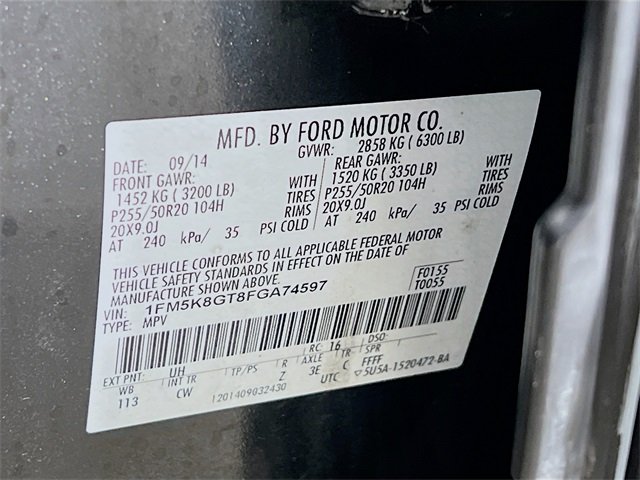 MFD. BY FORD MOTOR CO.
DATE: 09/14 GVWR: 2858 KG ( 6300 LB)
FRONT GAWR: REAR GAWR:
1452 KG ( 3200 LB) WITH 1520 KG ( 3350 LB) WITH
P255/50R20 104H TIRES P255/50R20 104H TIRES
20X9.0J RIMS 20X9.0J RIMS
AT 240 kPa/ 35 PSI COLD AT 240 kPa/ 35 PSI COLD
THIS VEHICLE CONFORMS TO ALL APPLICABLE FEDERAL MOTOR
VEHICLE SAFETY STANDARDS IN EFFECT ON THE DATE OF
MANUFACTURE SHOWN ABOVE.
VIN: 1FM5K8GT8FGA74597
TYPE: MPV
F0155
T0055
EXT PNT: UH RC: 16 DSO:
WB INT TR TP/PS R AXLE TR SPR
113 CW Z 3E C FFFF
1201409032430 UTC ▽5U5A-1520472-BA